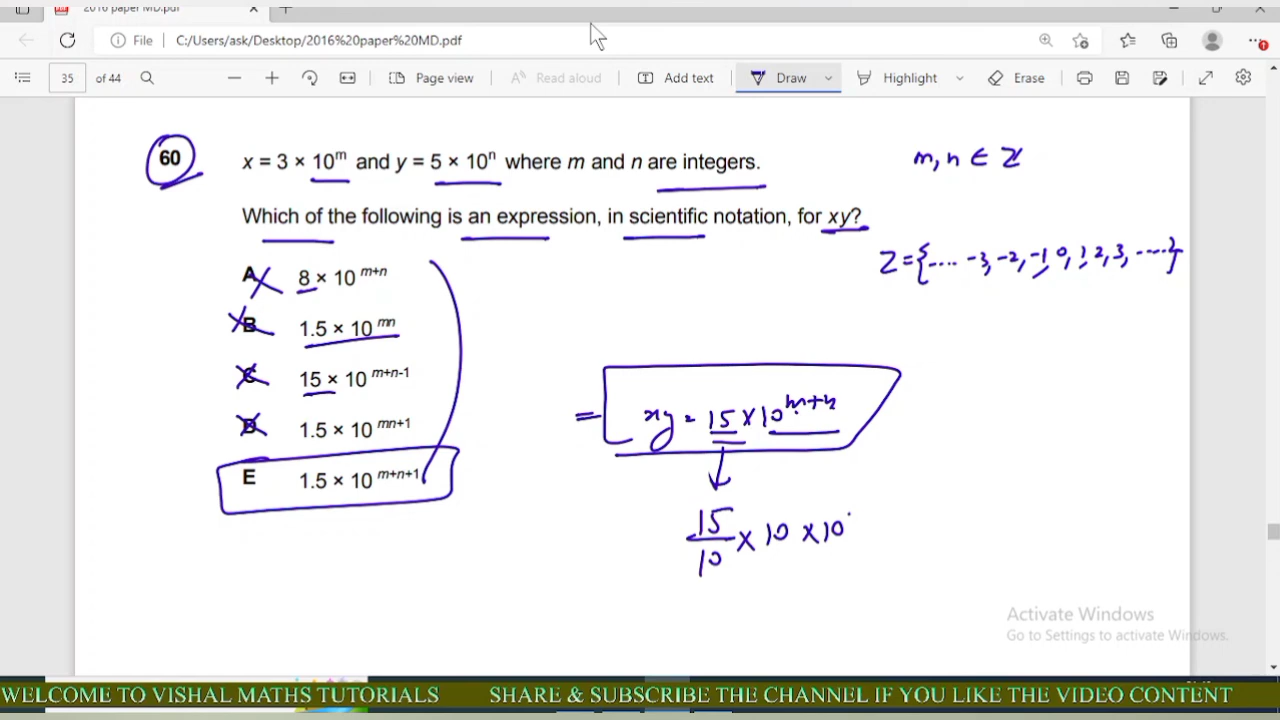 2016 paper MD.pdf
File C:/Users/ask/Desktop/2016%20paper%20MD.pdf
35 of 44 Page view Read aloud Add text Draw Highlight Erase
60 x = 3 × 10^m and y = 5 × 10^n where m and n are integers. m, n ∈ Z
Which of the following is an expression, in scientific notation, for xy?
Z = {.... -3, -2, -1, 0, 1, 2, 3, ....}
A 8 × 10^(m+n)
B 1.5 × 10^(mn)
C 15 × 10^(m+n-1)
D 1.5 × 10^(mn+1)
E 1.5 × 10^(m+n+1)
= xy = 15 × 10^(m+n)
15/10 × 10 × 10
Activate Windows
Go to Settings to activate Windows.
WELCOME TO VISHAL MATHS TUTORIALS SHARE & SUBSCRIBE THE CHANNEL IF YOU LIKE THE VIDEO CONTENT